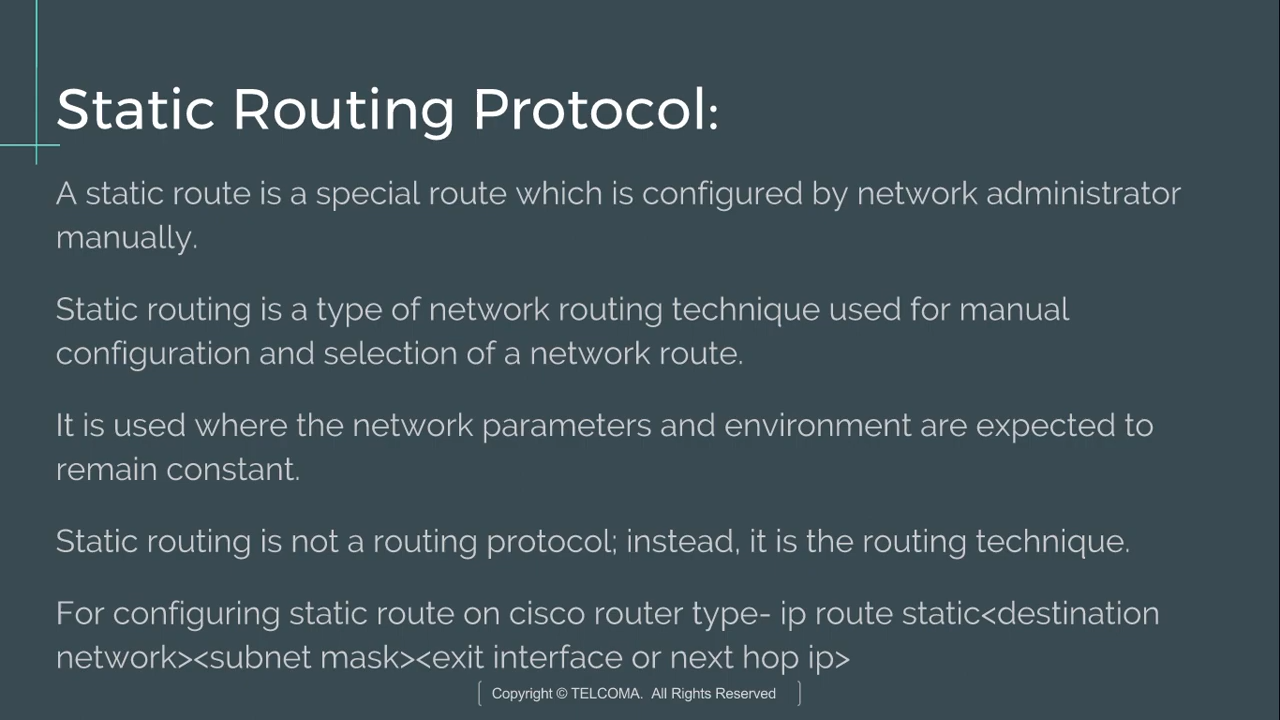 Static Routing Protocol:
A static route is a special route which is configured by network administrator
manually.
Static routing is a type of network routing technique used for manual
configuration and selection of a network route.
It is used where the network parameters and environment are expected to
remain constant.
Static routing is not a routing protocol; instead, it is the routing technique.
For configuring static route on cisco router type- ip route static<destination
network><subnet mask><exit interface or next hop ip>
Copyright © TELCOMA. All Rights Reserved